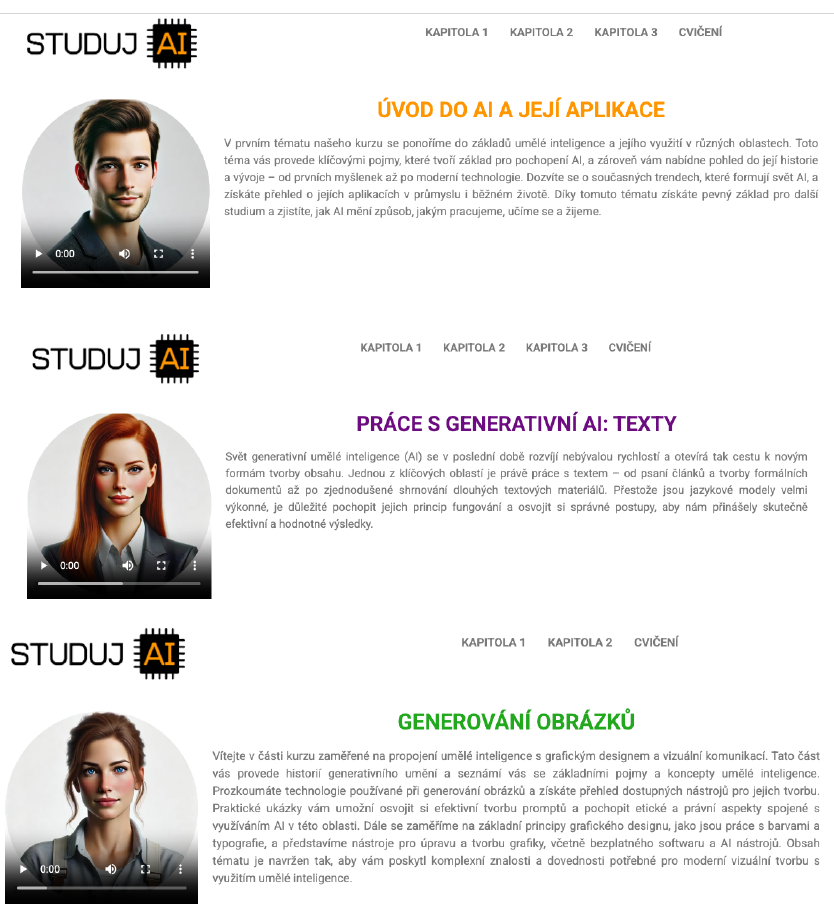 STUDUJ AI
KAPITOLA 1 KAPITOLA 2 KAPITOLA 3 CVIČENÍ
ÚVOD DO AI A JEJÍ APLIKACE
V prvním tématu našeho kurzu se ponoříme do základů umělé inteligence a jejího využití v různých oblastech. Toto
téma vás provede klíčovými pojmy, které tvoří základ pro pochopení AI, a zároveň vám nabídne pohled do její historie
a vývoje – od prvních myšlenek až po moderní technologie. Dozvíte se o současných trendech, které formují svět AI, a
získáte přehled o jejích aplikacích v průmyslu i běžném životě. Díky tomuto tématu získáte pevný základ pro další
studium a zjistíte, jak AI mění způsob, jakým pracujeme, učíme se a žijeme.
0:00
STUDUJ AI
KAPITOLA 1 KAPITOLA 2 KAPITOLA 3 CVIČENÍ
PRÁCE S GENERATIVNÍ AI: TEXTY
Svět generativní umělé inteligence (AI) se v poslední době rozvíjí nebývalou rychlostí a otevírá tak cestu k novým
formám tvorby obsahu. Jednou z klíčových oblastí je právě práce s textem – od psaní článků a tvorby formálních
dokumentů až po zjednodušené shrnování dlouhých textových materiálů. Přestože jsou jazykové modely velmi
výkonné, je důležité pochopit jejich princip fungování a osvojit si správné postupy, aby nám přinášely skutečně
efektivní a hodnotné výsledky.
0:00
STUDUJ AI
KAPITOLA 1 KAPITOLA 2 CVIČENÍ
GENEROVÁNÍ OBRÁZKŮ
Vítejte v části kurzu zaměřené na propojení umělé inteligence s grafickým designem a vizuální komunikací. Tato část
vás provede historií generativního umění a seznámí vás se základními pojmy a koncepty umělé inteligence.
Prozkoumáte technologie používané při generování obrázků a získáte přehled dostupných nástrojů pro jejich tvorbu.
Praktické ukázky vám umožní osvojit si efektivní tvorbu promptů a pochopit etické a právní aspekty spojené s
využíváním AI v této oblasti. Dále se zaměříme na základní principy grafického designu, jako jsou práce s barvami a
typografie, a představíme nástroje pro úpravu a tvorbu grafiky, včetně bezplatného softwaru a AI nástrojů. Obsah
tématu je navržen tak, aby vám poskytl komplexní znalosti a dovednosti potřebné pro moderní vizuální tvorbu s
využitím umělé inteligence.
0:00